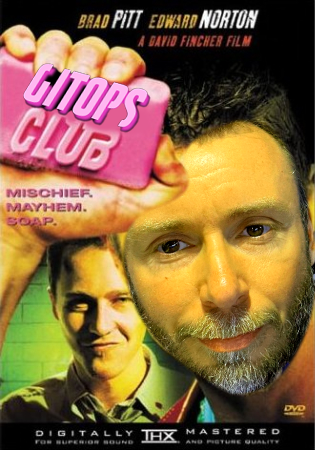 BRAD PITT EDWARD NORTON
A DAVID FINCHER FILM
GITOPS
CLUB
MISCHIEF.
MAYHEM.
SOAP.
DVD
DIGITALLY THX MASTERED
FOR SUPERIOR SOUND AND PICTURE QUALITY